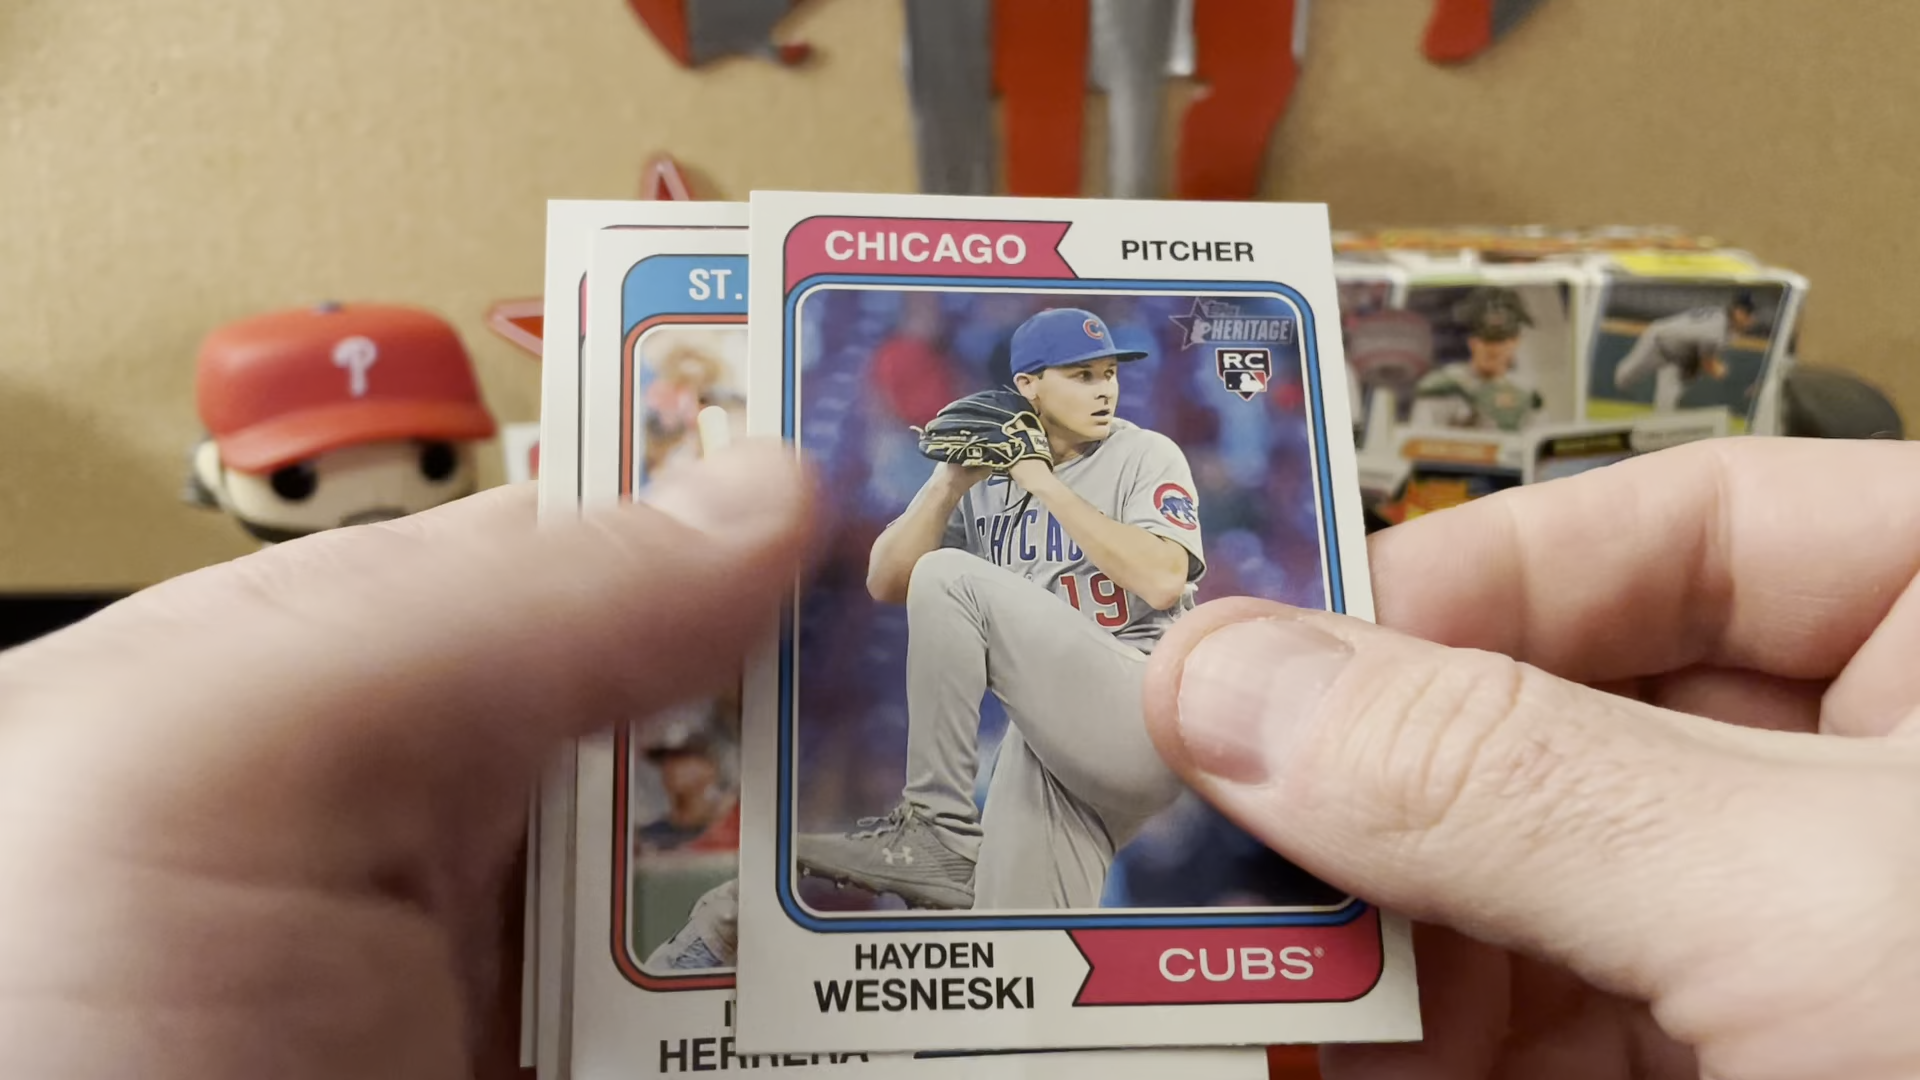 CHICAGO
PITCHER
ST.
TOPPS
HERITAGE
RC
C
CHICAGO
19
P
HAYDEN
WESNESKI
CUBS®
HERRERA